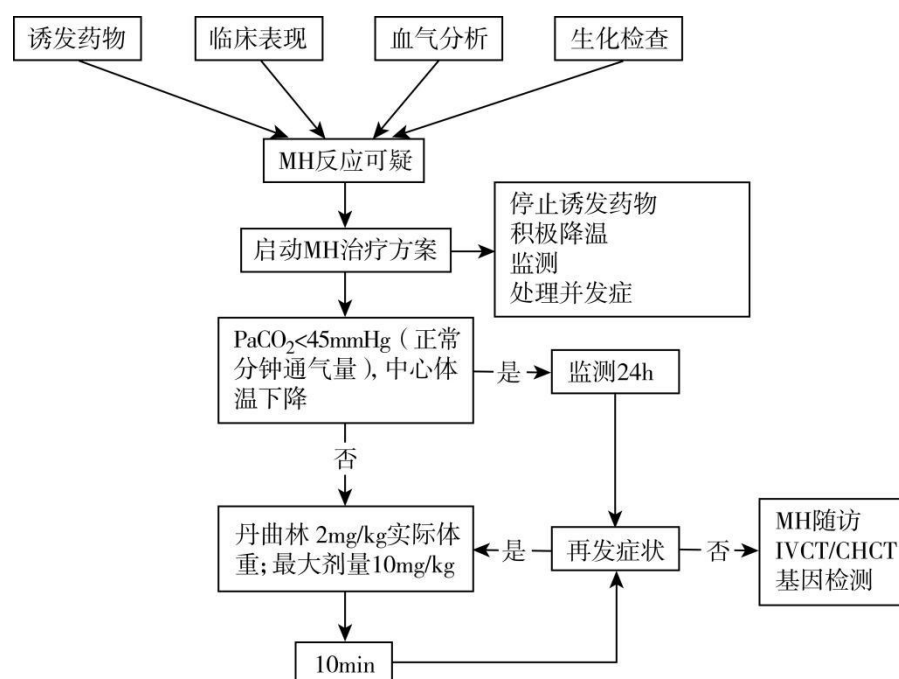 诱发药物
临床表现
血气分析
生化检查
MH反应可疑
启动MH治疗方案
停止诱发药物
积极降温
监测
处理并发症
PaCO₂<45mmHg（正常
分钟通气量），中心体
温下降
是
监测24h
否
丹曲林 2mg/kg实际体
重；最大剂量10mg/kg
是
再发症状
否
MH随访
IVCT/CHCT
基因检测
10min